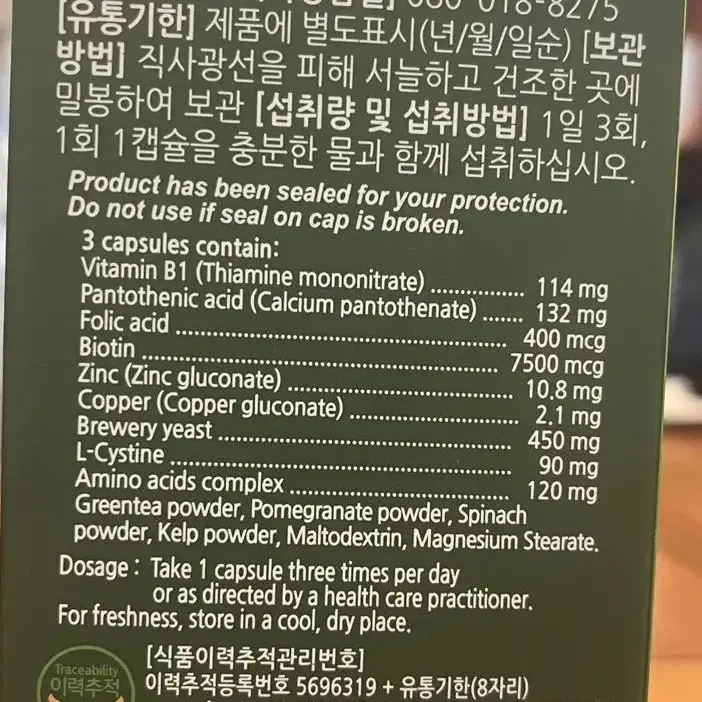 080-018-8275
[유통기한] 제품에 별도표시(년/월/일순) [보관
방법] 직사광선을 피해 서늘하고 건조한 곳에
밀봉하여 보관 [섭취량 및 섭취방법] 1일 3회,
1회 1캡슐을 충분한 물과 함께 섭취하십시오.
Product has been sealed for your protection.
Do not use if seal on cap is broken.
3 capsules contain:
Vitamin B1 (Thiamine mononitrate) ................ 114 mg
Pantothenic acid (Calcium pantothenate) ....... 132 mg
Folic acid ........................................................ 400 mcg
Biotin ............................................................. 7500 mcg
Zinc (Zinc gluconate) ...................................... 10.8 mg
Copper (Copper gluconate) ............................. 2.1 mg
Brewery yeast .................................................. 450 mg
L-Cystine ......................................................... 90 mg
Amino acids complex ..................................... 120 mg
Greentea powder, Pomegranate powder, Spinach
powder, Kelp powder, Maltodextrin, Magnesium Stearate.
Dosage : Take 1 capsule three times per day
or as directed by a health care practitioner.
For freshness, store in a cool, dry place.
[식품이력추적관리번호]
Traceability
이력추적
이력추적등록번호 5696319 + 유통기한(8자리)